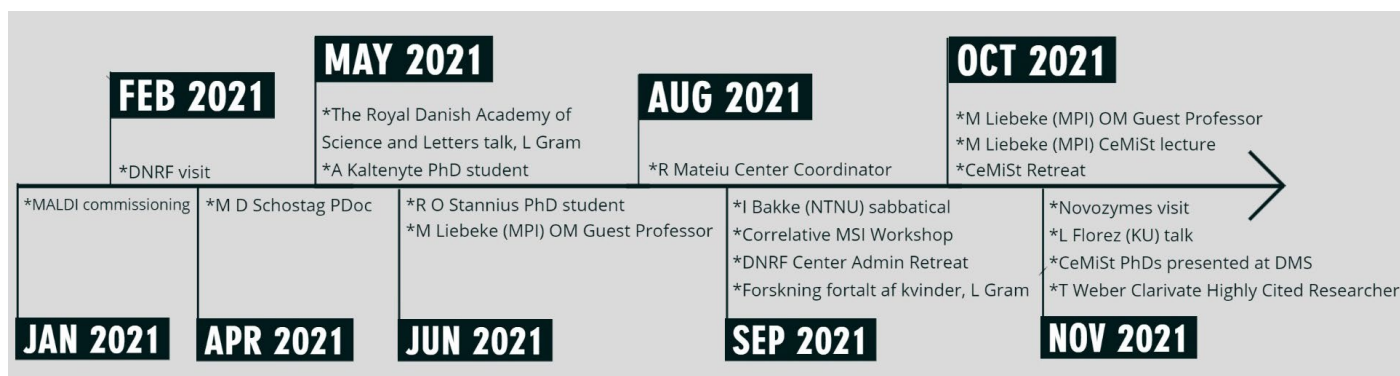 JAN 2021
*MALDI commissioning
FEB 2021
*DNRF visit
APR 2021
*M D Schostag PDoc
MAY 2021
*The Royal Danish Academy of
Science and Letters talk, L Gram
*A Kaltenyte PhD student
JUN 2021
*R O Stannius PhD student
*M Liebeke (MPI) OM Guest Professor
AUG 2021
*R Mateiu Center Coordinator
SEP 2021
*I Bakke (NTNU) sabbatical
*Correlative MSI Workshop
*DNRF Center Admin Retreat
*Forskning fortalt af kvinder, L Gram
OCT 2021
*M Liebeke (MPI) OM Guest Professor
*M Liebeke (MPI) CeMiSt lecture
*CeMiSt Retreat
NOV 2021
*Novozymes visit
*L Florez (KU) talk
*CeMiSt PhDs presented at DMS
*T Weber Clarivate Highly Cited Researcher